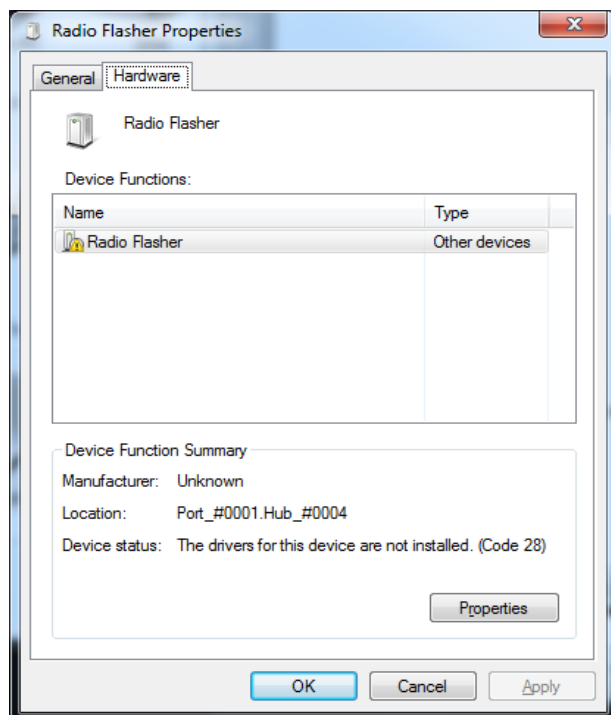 Radio Flasher Properties
General Hardware
Radio Flasher
Device Functions:
Name Type
Radio Flasher Other devices
Device Function Summary
Manufacturer: Unknown
Location: Port_#0001.Hub_#0004
Device status: The drivers for this device are not installed. (Code 28)
Properties
OK Cancel Apply